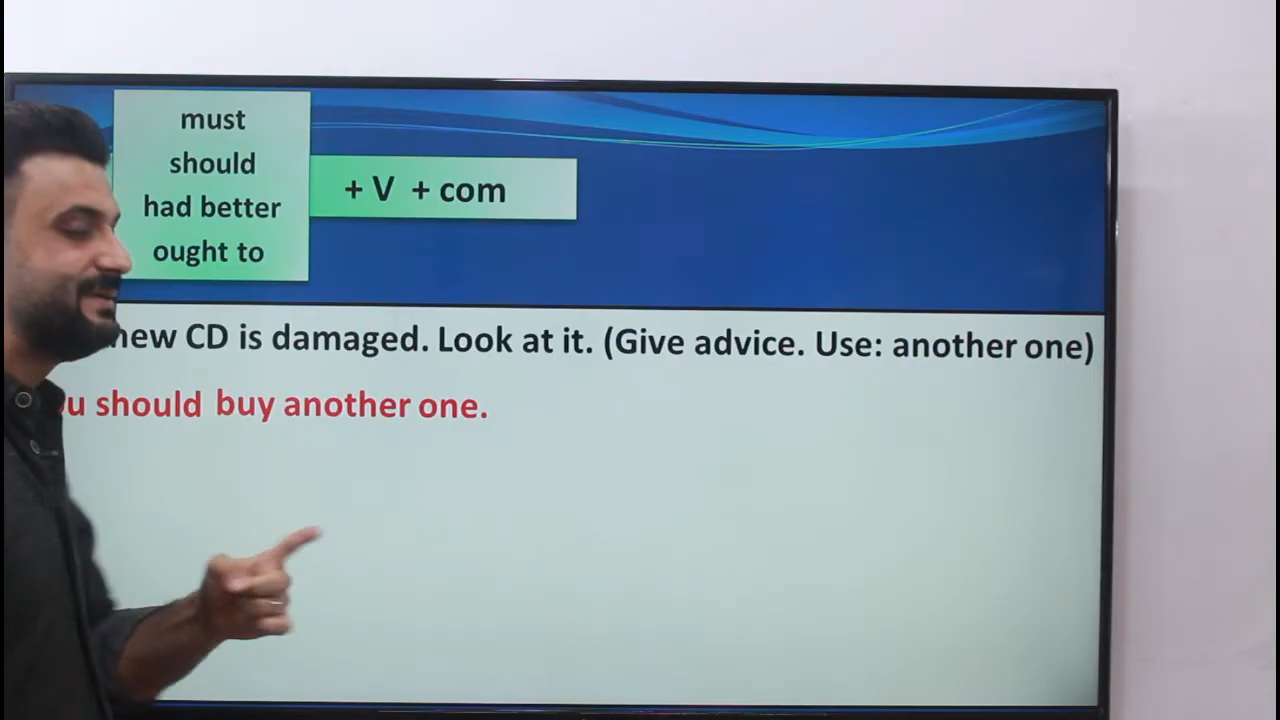 must
should
had better
ought to
+ V + com
new CD is damaged. Look at it. (Give advice. Use: another one)
should buy another one.